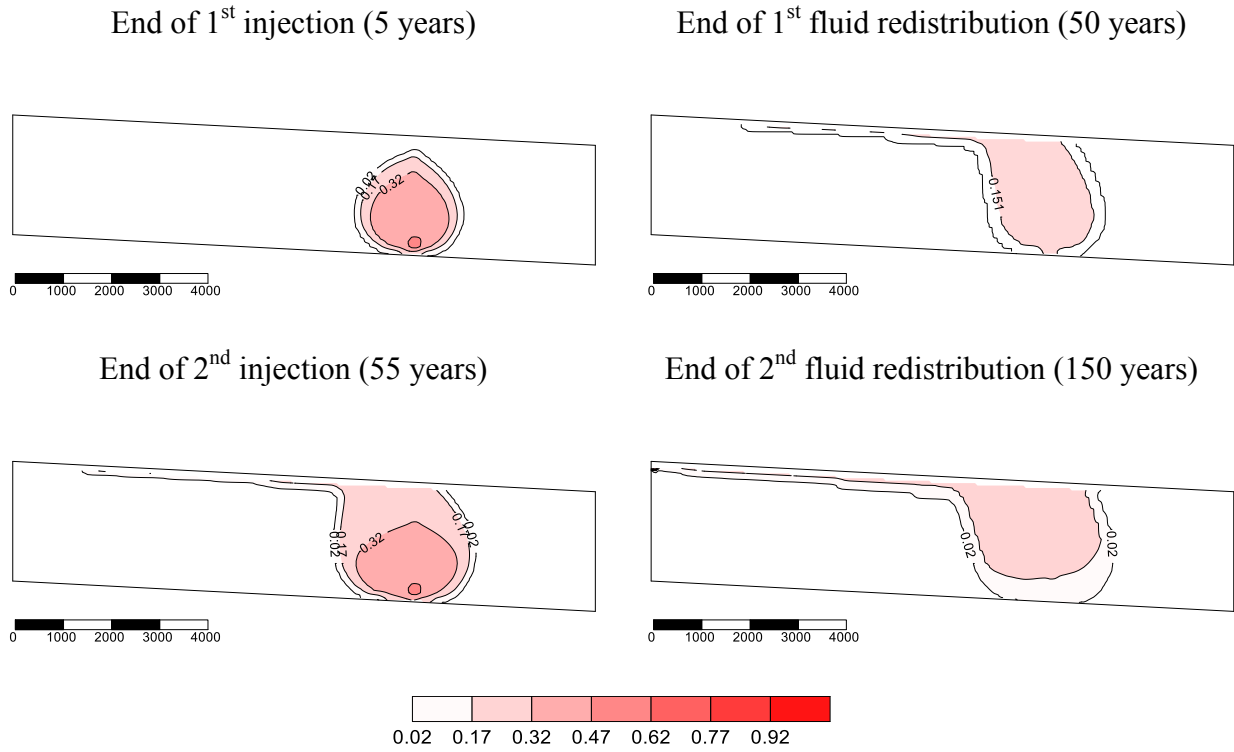 End of 1st injection (5 years)
End of 1st fluid redistribution (50 years)
0.02
0.17
0.32
0.151
0 1000 2000 3000 4000
0 1000 2000 3000 4000
End of 2nd injection (55 years)
End of 2nd fluid redistribution (150 years)
0.32
0.17
0.02
0.17
0.02
0.02
0.02
0 1000 2000 3000 4000
0 1000 2000 3000 4000
0.02 0.17 0.32 0.47 0.62 0.77 0.92